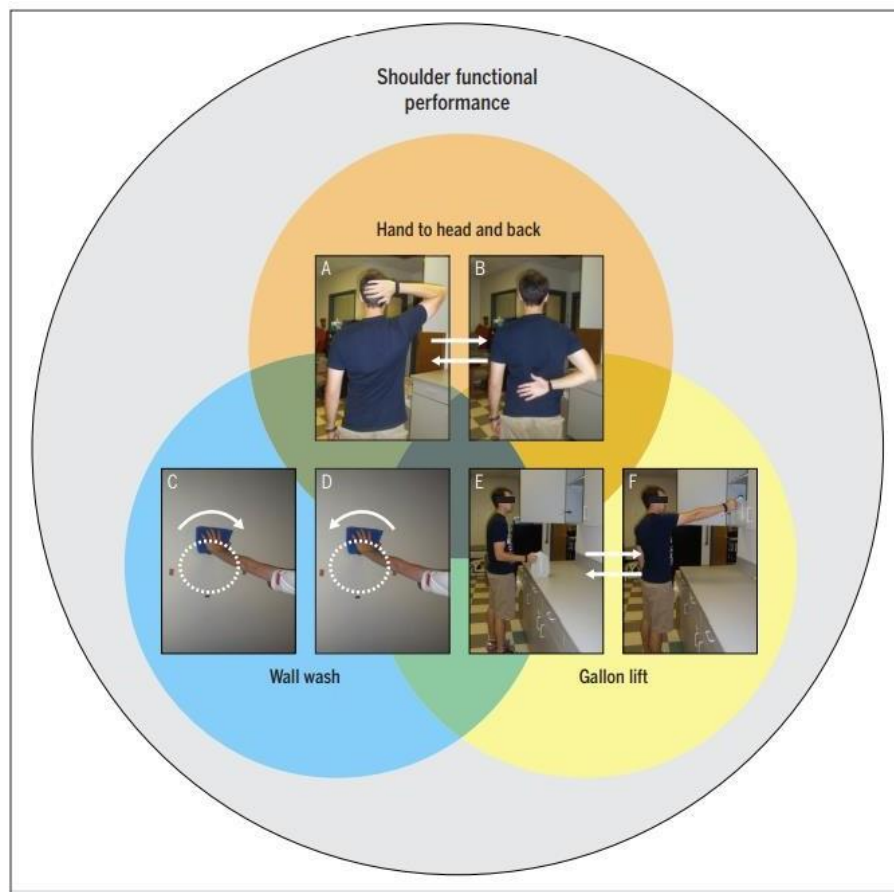 Shoulder functional
performance
Hand to head and back
A
B
C
D
E
F
Wall wash
Gallon lift